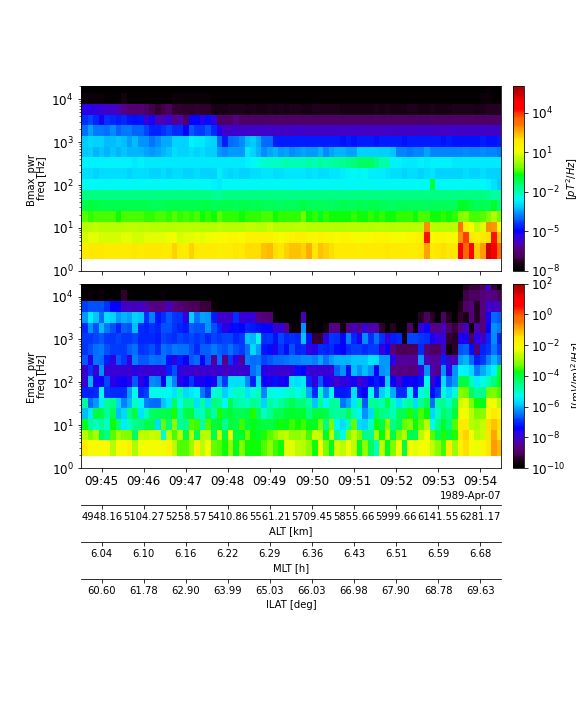 10^4
10^3
10^2
10^1
10^0
Bmax_pwr
freq [Hz]
10^4
10^1
10^-2
10^-5
10^-8
[pT^2/Hz]
10^4
10^3
10^2
10^1
10^0
Emax_pwr
freq [Hz]
10^2
10^0
10^-2
10^-4
10^-6
10^-8
10^-10
[(mV/m)^2/Hz]
09:45 09:46 09:47 09:48 09:49 09:50 09:51 09:52 09:53 09:54
1989-Apr-07
4948.16 5104.27 5258.57 5410.86 5561.21 5709.45 5855.66 5999.66 6141.55 6281.17
ALT [km]
6.04 6.10 6.16 6.22 6.29 6.36 6.43 6.51 6.59 6.68
MLT [h]
60.60 61.78 62.90 63.99 65.03 66.03 66.98 67.90 68.78 69.63
ILAT [deg]